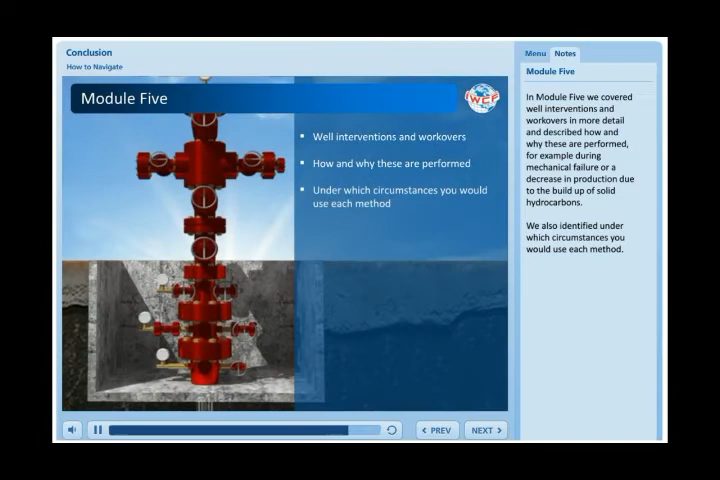 Conclusion
How to Navigate
Menu
Notes
Module Five
Module Five
IWCF
Well interventions and workovers
How and why these are performed
Under which circumstances you would
use each method
In Module Five we covered
well interventions and
workovers in more detail
and described how and
why these are performed,
for example during
mechanical failure or a
decrease in production due
to the build up of solid
hydrocarbons.
We also identified under
which circumstances you
would use each method.
PREV
NEXT